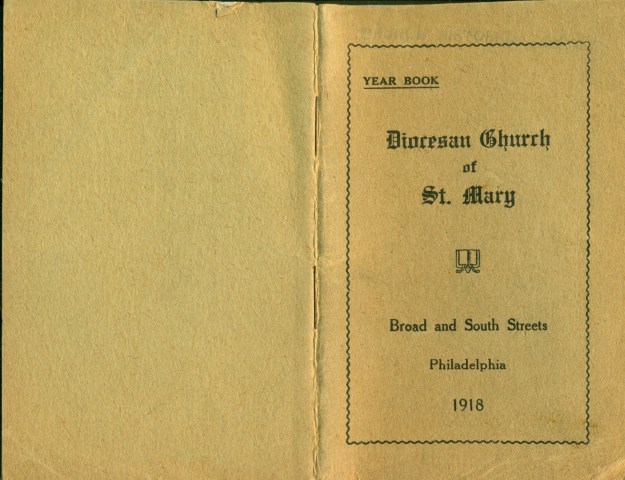 YEAR BOOK
Diocesan Church
of
St. Mary
Broad and South Streets
Philadelphia
1918